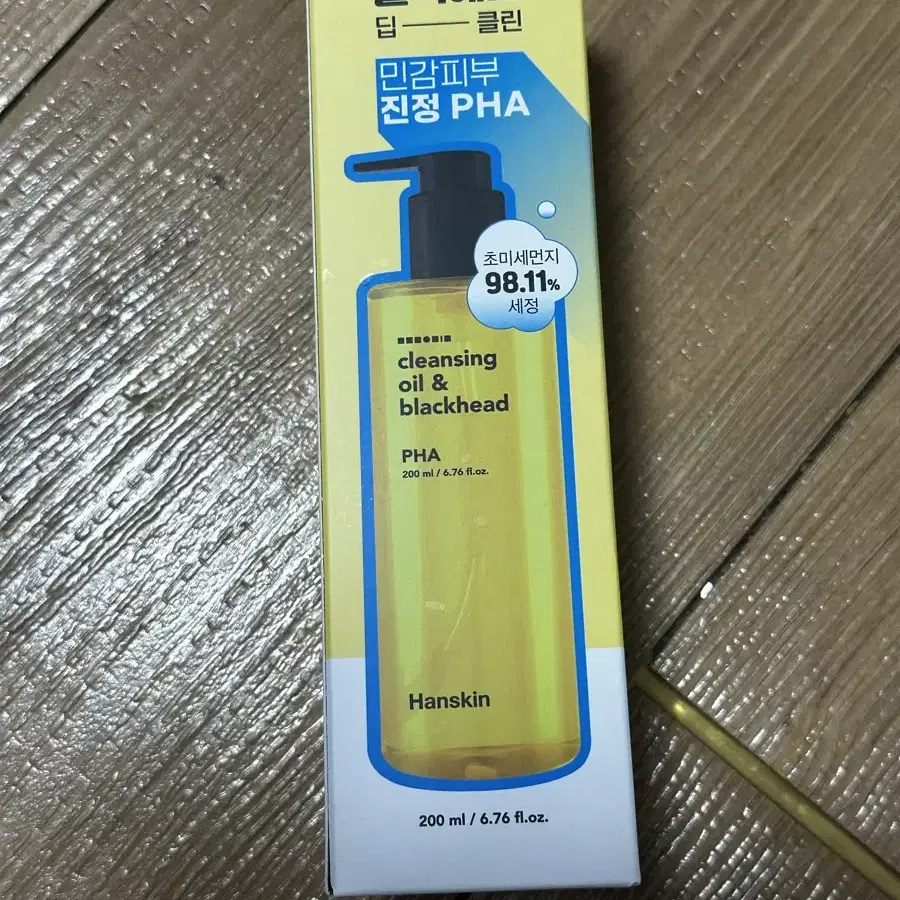 딥 클린
민감피부
진정 PHA
초미세먼지
98.11%
세정
cleansing
oil &
blackhead
PHA
200 ml / 6.76 fl.oz.
Hanskin
200 ml / 6.76 fl.oz.